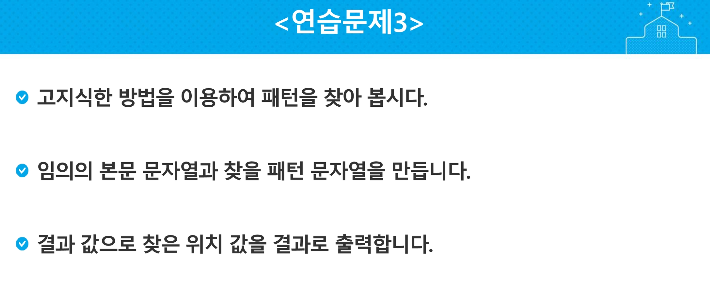 <연습문제3>
고지식한 방법을 이용하여 패턴을 찾아 봅시다.
임의의 본문 문자열과 찾을 패턴 문자열을 만듭니다.
결과 값으로 찾은 위치 값을 결과로 출력합니다.